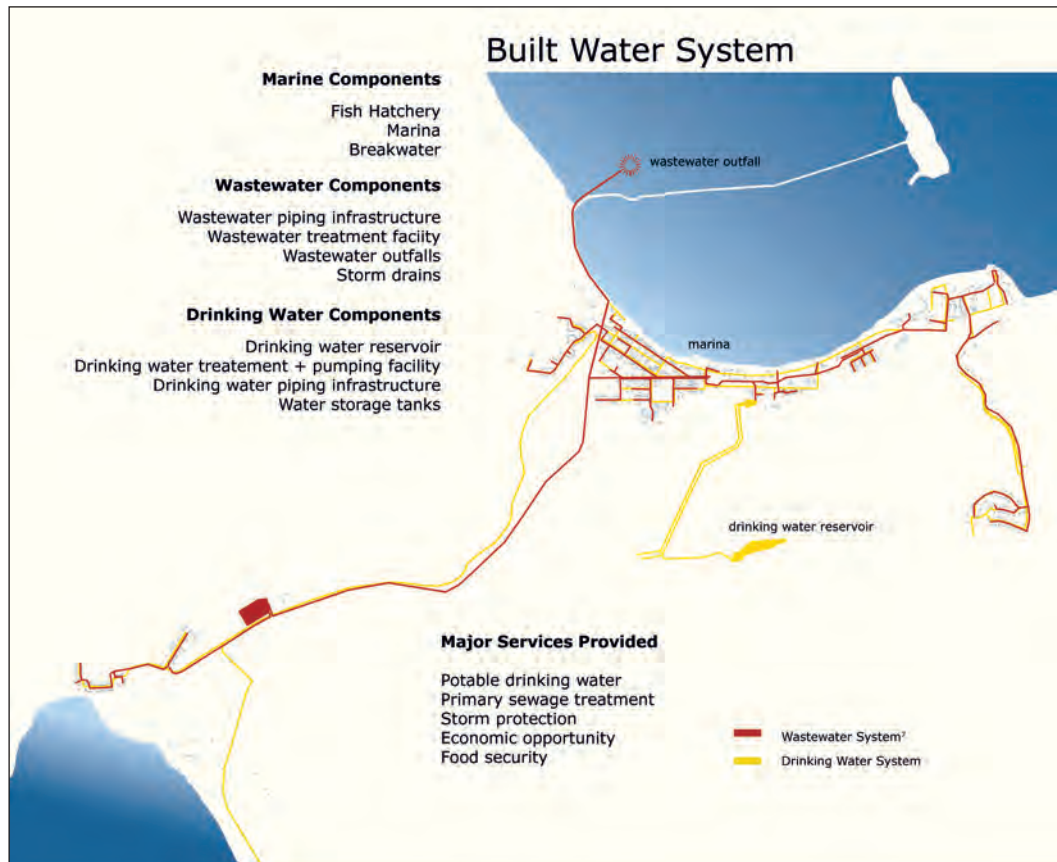 Built Water System
Marine Components
Fish Hatchery
Marina
Breakwater
Wastewater Components
Wastewater piping infrastructure
Wastewater treatment faciity
Wastewater outfalls
Storm drains
Drinking Water Components
Drinking water reservoir
Drinking water treatement + pumping facility
Drinking water piping infrastructure
Water storage tanks
wastewater outfall
marina
drinking water reservoir
Major Services Provided
Potable drinking water
Primary sewage treatment
Storm protection
Economic opportunity
Food security
Wastewater System⁷
Drinking Water System